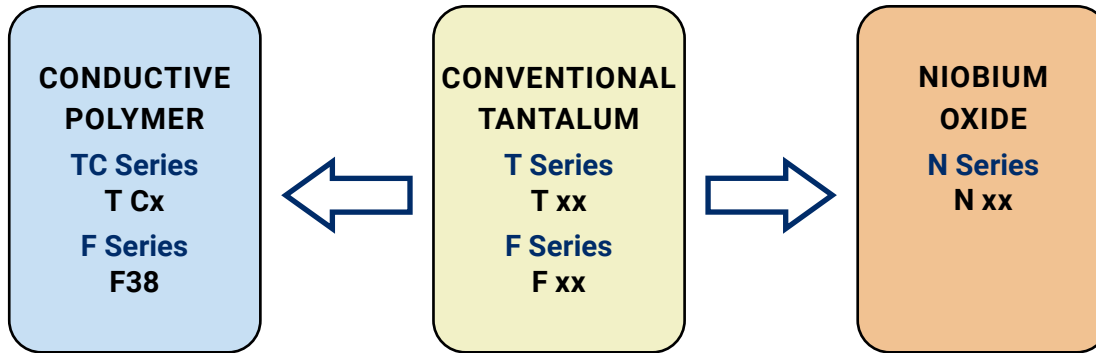 CONDUCTIVE
POLYMER
TC Series
T Cx
F Series
F38
CONVENTIONAL
TANTALUM
T Series
T xx
F Series
F xx
NIOBIUM
OXIDE
N Series
N xx